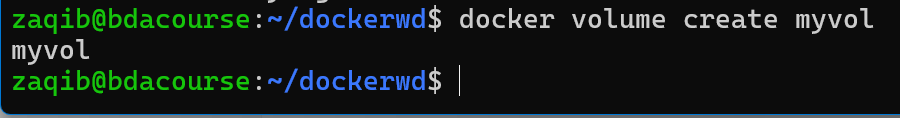 zaqib@bdacourse:~/dockerwd$ docker volume create myvol
myvol
zaqib@bdacourse:~/dockerwd$